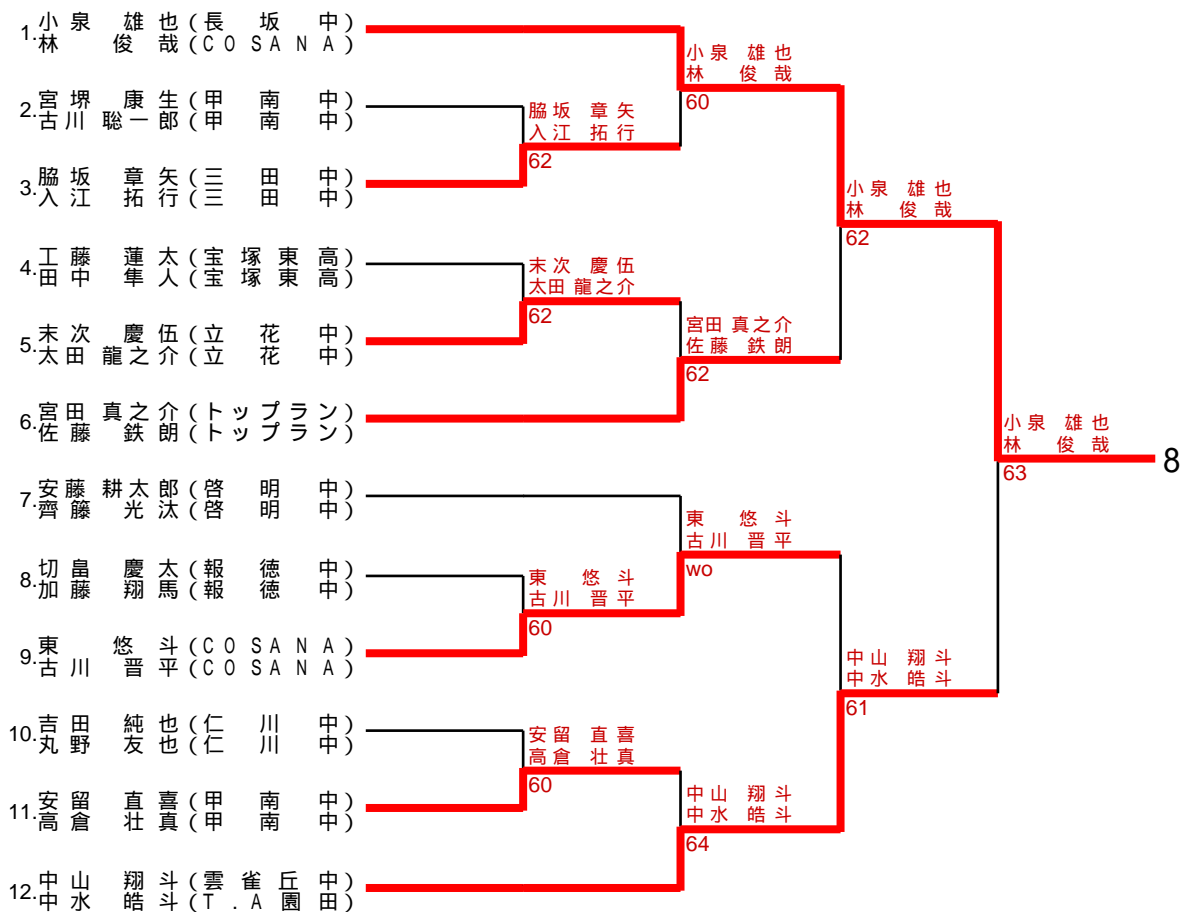 1. 小泉 雄也(長坂中)
林 俊哉(COSANA)
2. 宮堺 康生(甲南中)
古川 聡一郎(甲南中)
3. 脇坂 章矢(三田中)
入江 拓行(三田中)
4. 工藤 蓮太(宝塚東高)
田中 隼人(宝塚東高)
5. 末次 慶伍(立花中)
太田 龍之介(立花中)
6. 宮田 真之介(トップラン)
佐藤 鉄朗(トップラン)
7. 安藤 耕太郎(啓明中)
齊籐 光汰(啓明中)
8. 切畠 慶太(報徳中)
加藤 翔馬(報徳中)
9. 東 悠斗(COSANA)
古川 晋平(COSANA)
10. 吉田 純也(仁川中)
丸野 友也(仁川中)
11. 安留 直喜(甲南中)
高倉 壮真(甲南中)
12. 中山 翔斗(雲雀丘中)
中水 皓斗(T.A園田)
脇坂 章矢
入江 拓行
62
末次 慶伍
太田 龍之介
62
東 悠斗
古川 晋平
60
安留 直喜
高倉 壮真
60
小泉 雄也
林 俊哉
60
宮田 真之介
佐藤 鉄朗
62
東 悠斗
古川 晋平
wo
中山 翔斗
中水 皓斗
64
小泉 雄也
林 俊哉
62
中山 翔斗
中水 皓斗
61
小泉 雄也
林 俊哉
63
8